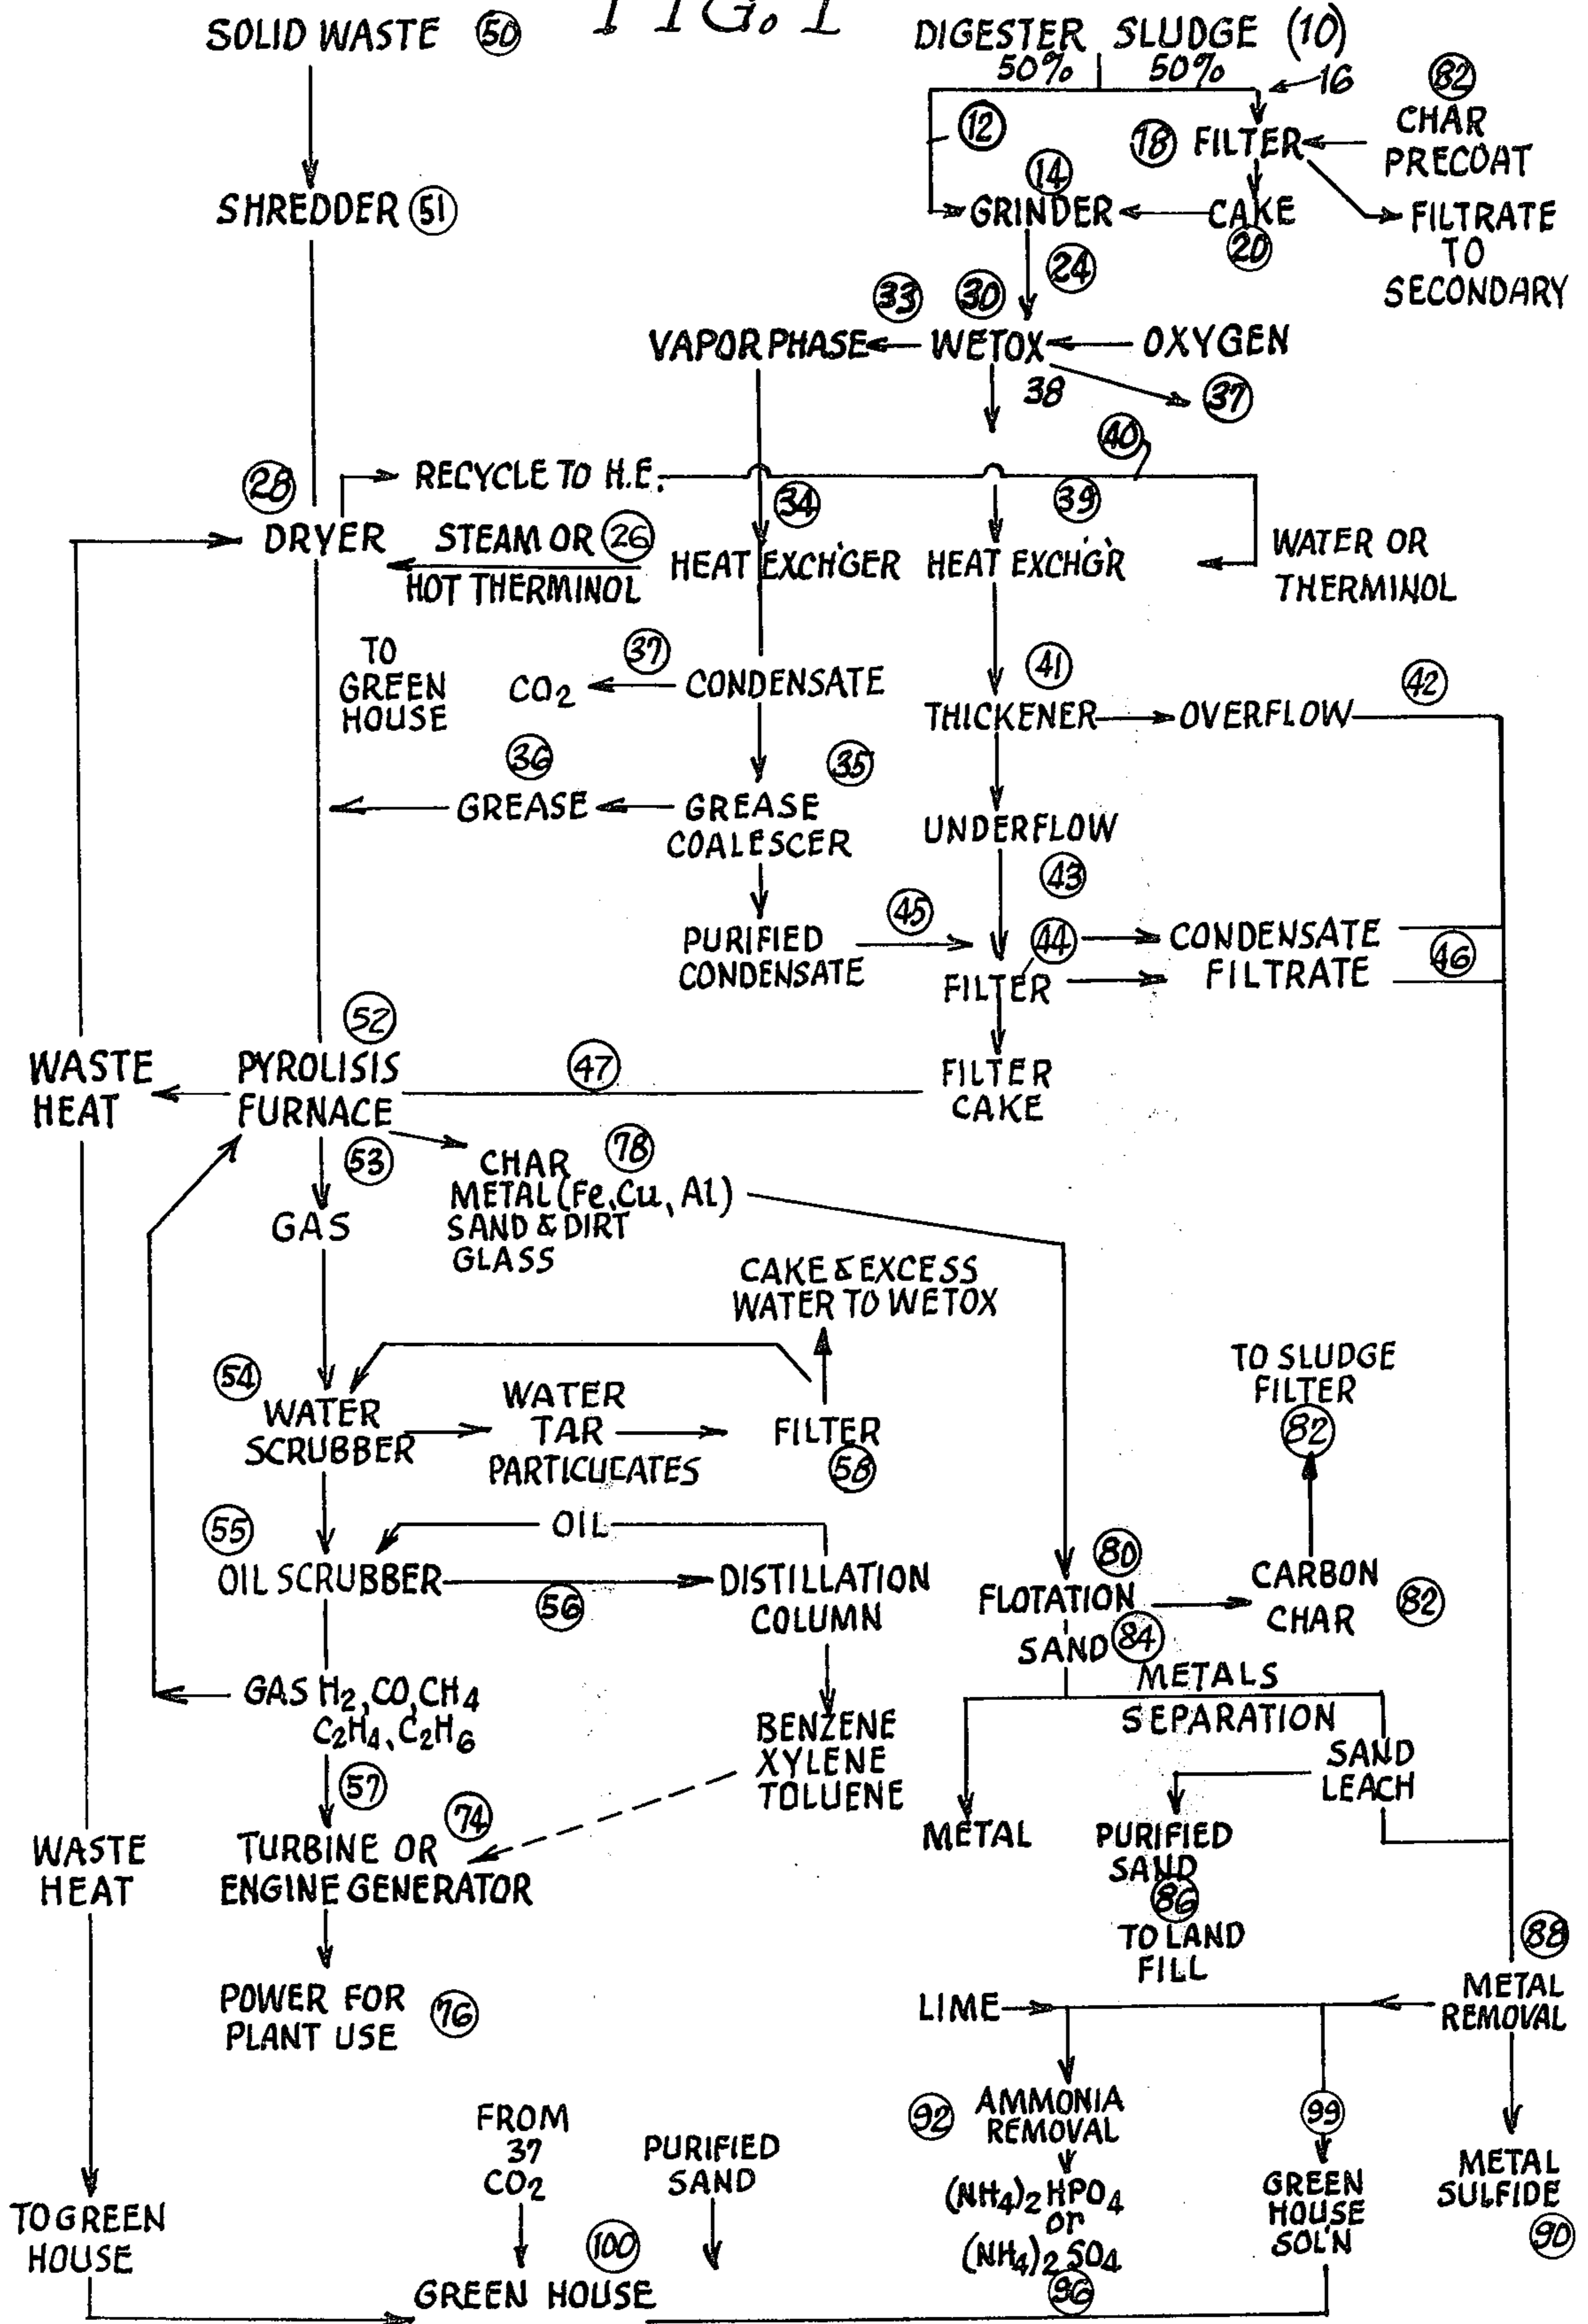 FIG. 1
SOLID WASTE 50
DIGESTER SLUDGE (10)
50% 50%
16
82
CHAR
PRECOAT
12
18 FILTER
SHREDDER 51
14
GRINDER
CAKE
20
FILTRATE
TO
SECONDARY
24
33
30
VAPOR PHASE
WETOX
OXYGEN
38
37
40
28
RECYCLE TO H.E.
34
39
DRYER
STEAM OR 26
HOT THERMINOL
HEAT EXCH'GER
HEAT EXCH'G'R
WATER OR
THERMINOL
TO
GREEN
HOUSE
37
CO2
CONDENSATE
41
THICKENER
OVERFLOW
42
36
GREASE
35
GREASE
COALESCER
UNDERFLOW
43
45
PURIFIED
CONDENSATE
44
FILTER
CONDENSATE
FILTRATE
46
52
WASTE
HEAT
PYROLISIS
FURNACE
47
FILTER
CAKE
53
GAS
78
CHAR
METAL (Fe, Cu, Al)
SAND & DIRT
GLASS
CAKE & EXCESS
WATER TO WETOX
54
WATER
SCRUBBER
WATER
TAR
PARTICULATES
FILTER
58
TO SLUDGE
FILTER
82
55
OIL
OIL SCRUBBER
56
DISTILLATION
COLUMN
80
FLOTATION
CARBON
CHAR
82
SAND 84
METALS
SEPARATION
GAS H2, CO, CH4
C2H4, C2H6
BENZENE
XYLENE
TOLUENE
SAND
LEACH
57
74
WASTE
HEAT
TURBINE OR
ENGINE GENERATOR
METAL
PURIFIED
SAND
86
TO LAND
FILL
88
POWER FOR
PLANT USE
76
LIME
METAL
REMOVAL
FROM
37
CO2
PURIFIED
SAND
92
AMMONIA
REMOVAL
99
(NH4)2 HPO4
or
(NH4)2 SO4
96
GREEN
HOUSE
SOL'N
METAL
SULFIDE
90
TO GREEN
HOUSE
100
GREEN HOUSE